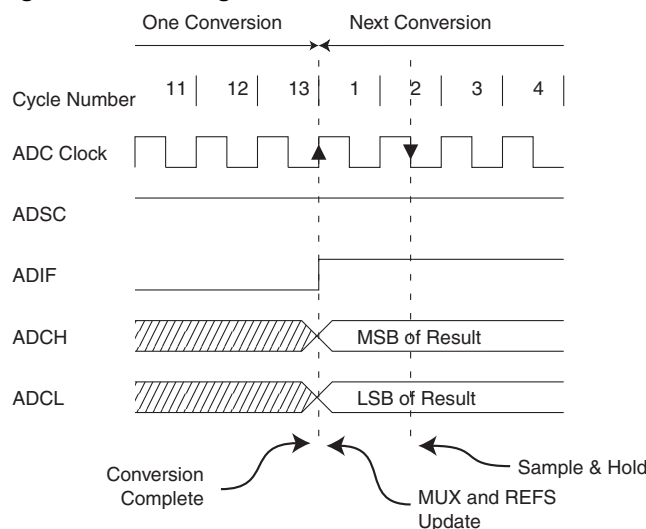 One Conversion Next Conversion
Cycle Number 11 12 13 1 2 3 4
ADC Clock
ADSC
ADIF
ADCH MSB of Result
ADCL LSB of Result
Conversion
Complete
MUX and REFS
Update
Sample & Hold